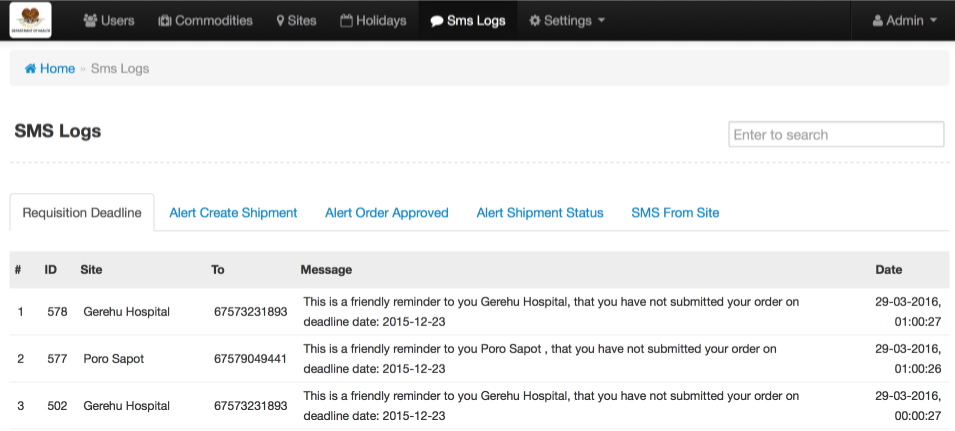 DEPARTMENT OF HEALTH
Users Commodities Sites Holidays Sms Logs Settings Admin
Home » Sms Logs
SMS Logs
Enter to search
Requisition Deadline Alert Create Shipment Alert Order Approved Alert Shipment Status SMS From Site
# ID Site To Message Date
1 578 Gerehu Hospital 67573231893 This is a friendly reminder to you Gerehu Hospital, that you have not submitted your order on 29-03-2016,
deadline date: 2015-12-23 01:00:27
2 577 Poro Sapot 67579049441 This is a friendly reminder to you Poro Sapot , that you have not submitted your order on 29-03-2016,
deadline date: 2015-12-23 01:00:26
3 502 Gerehu Hospital 67573231893 This is a friendly reminder to you Gerehu Hospital, that you have not submitted your order on 29-03-2016,
deadline date: 2015-12-23 00:00:27